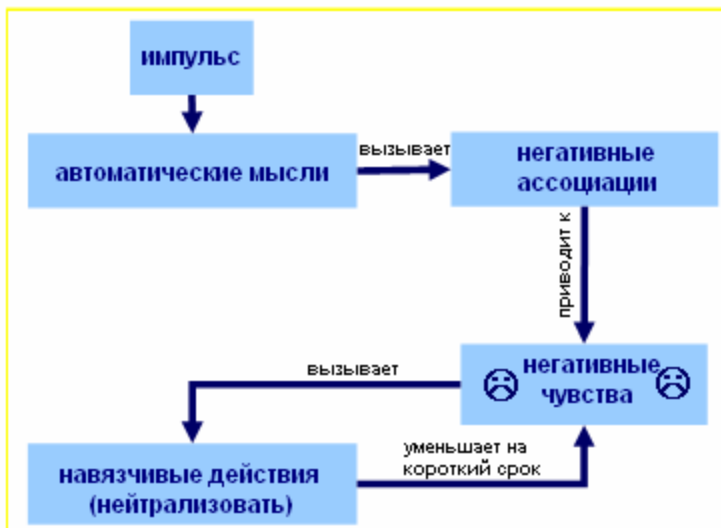 импульс
автоматические мысли
вызывает
негативные
ассоциации
приводит к
негативные
чувства
вызывает
навязчивые действия
(нейтрализовать)
уменьшает на
короткий срок